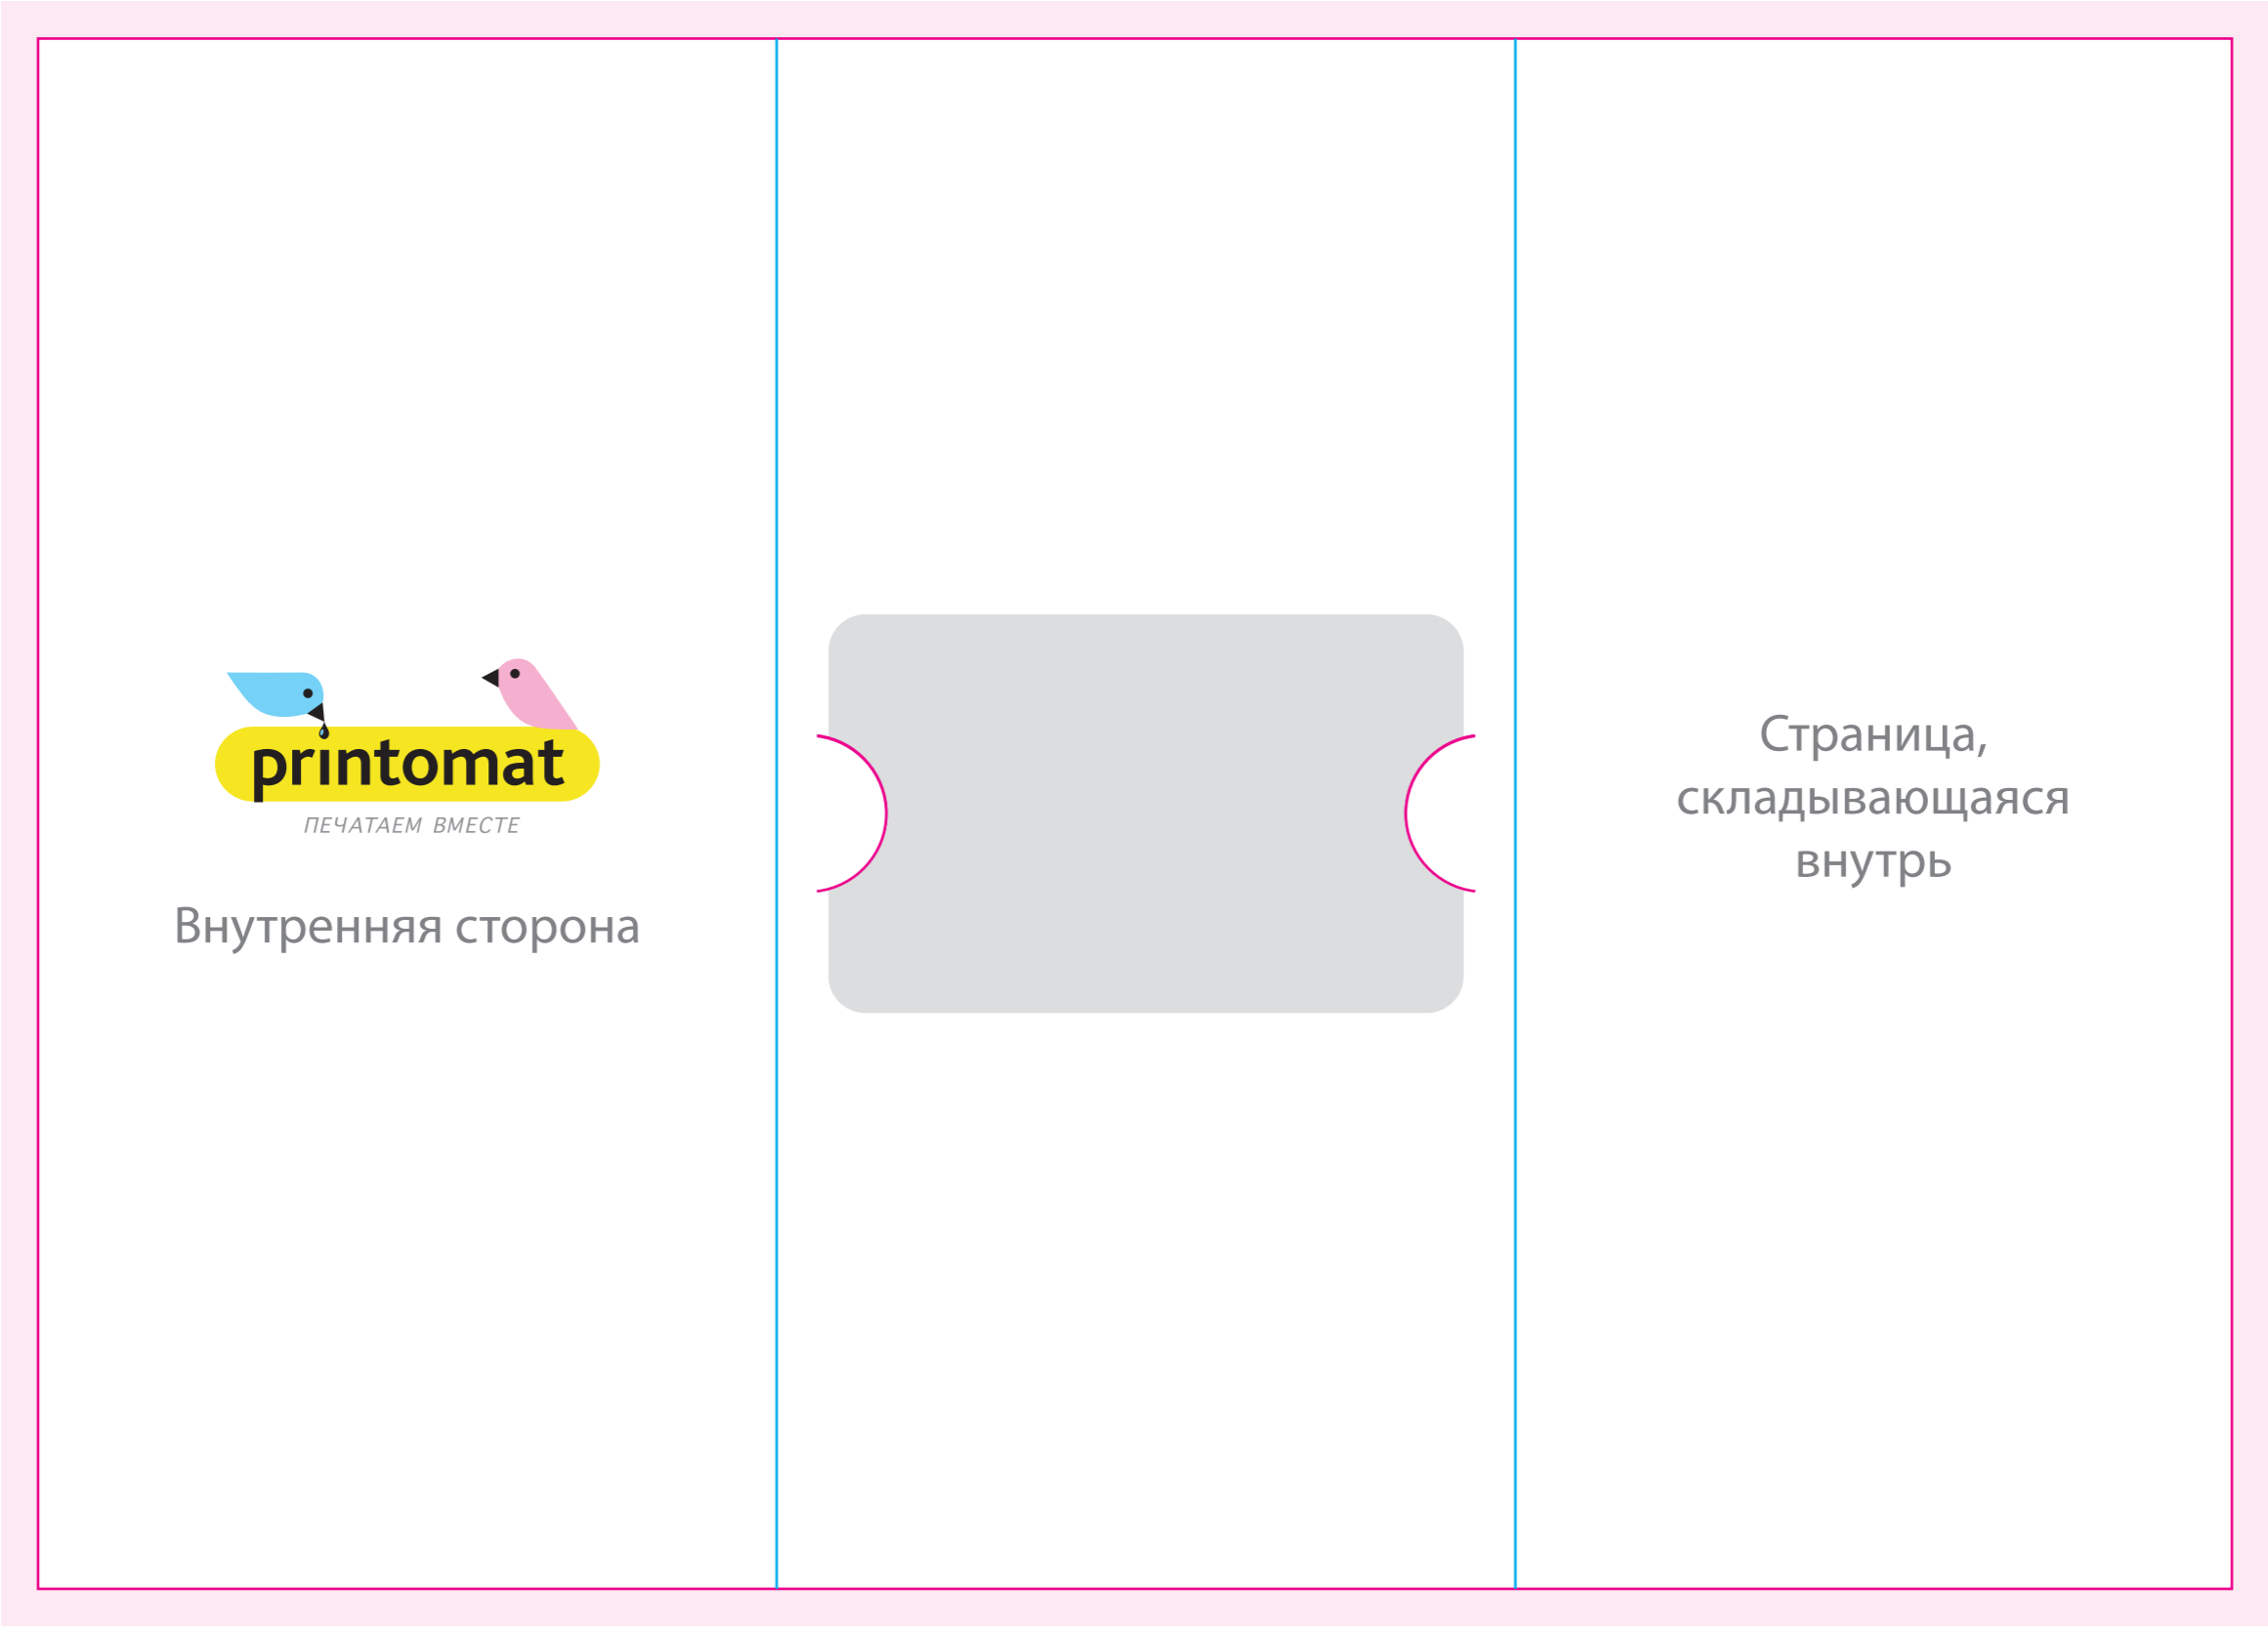 printomat
ПЕЧАТАЕМ ВМЕСТЕ
Внутренняя сторона
Страница,
складывающаяся
внутрь